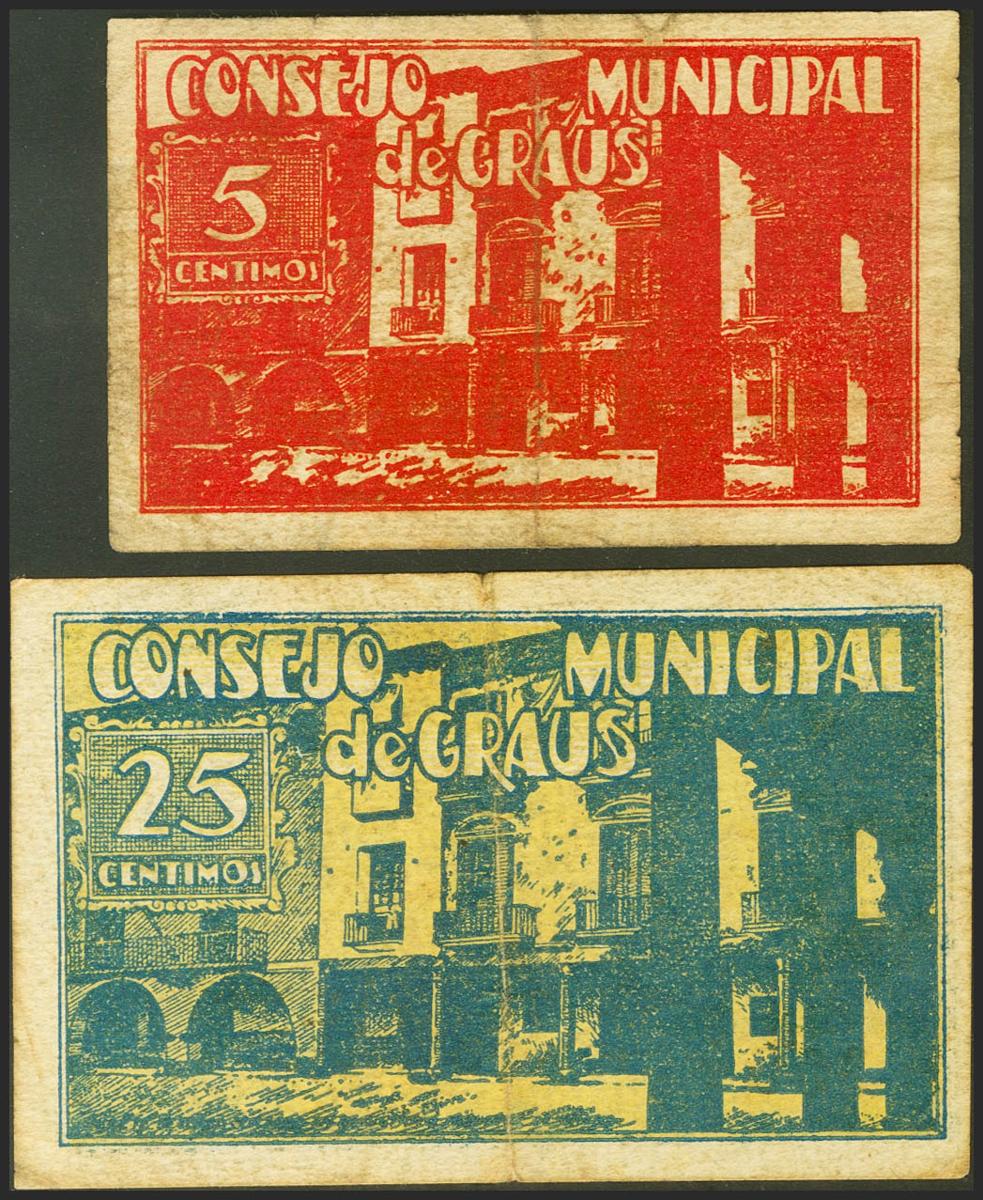 CONSEJO MUNICIPAL
de GRAUS
5
CENTIMOS
CONSEJO MUNICIPAL
de GRAUS
25
CENTIMOS